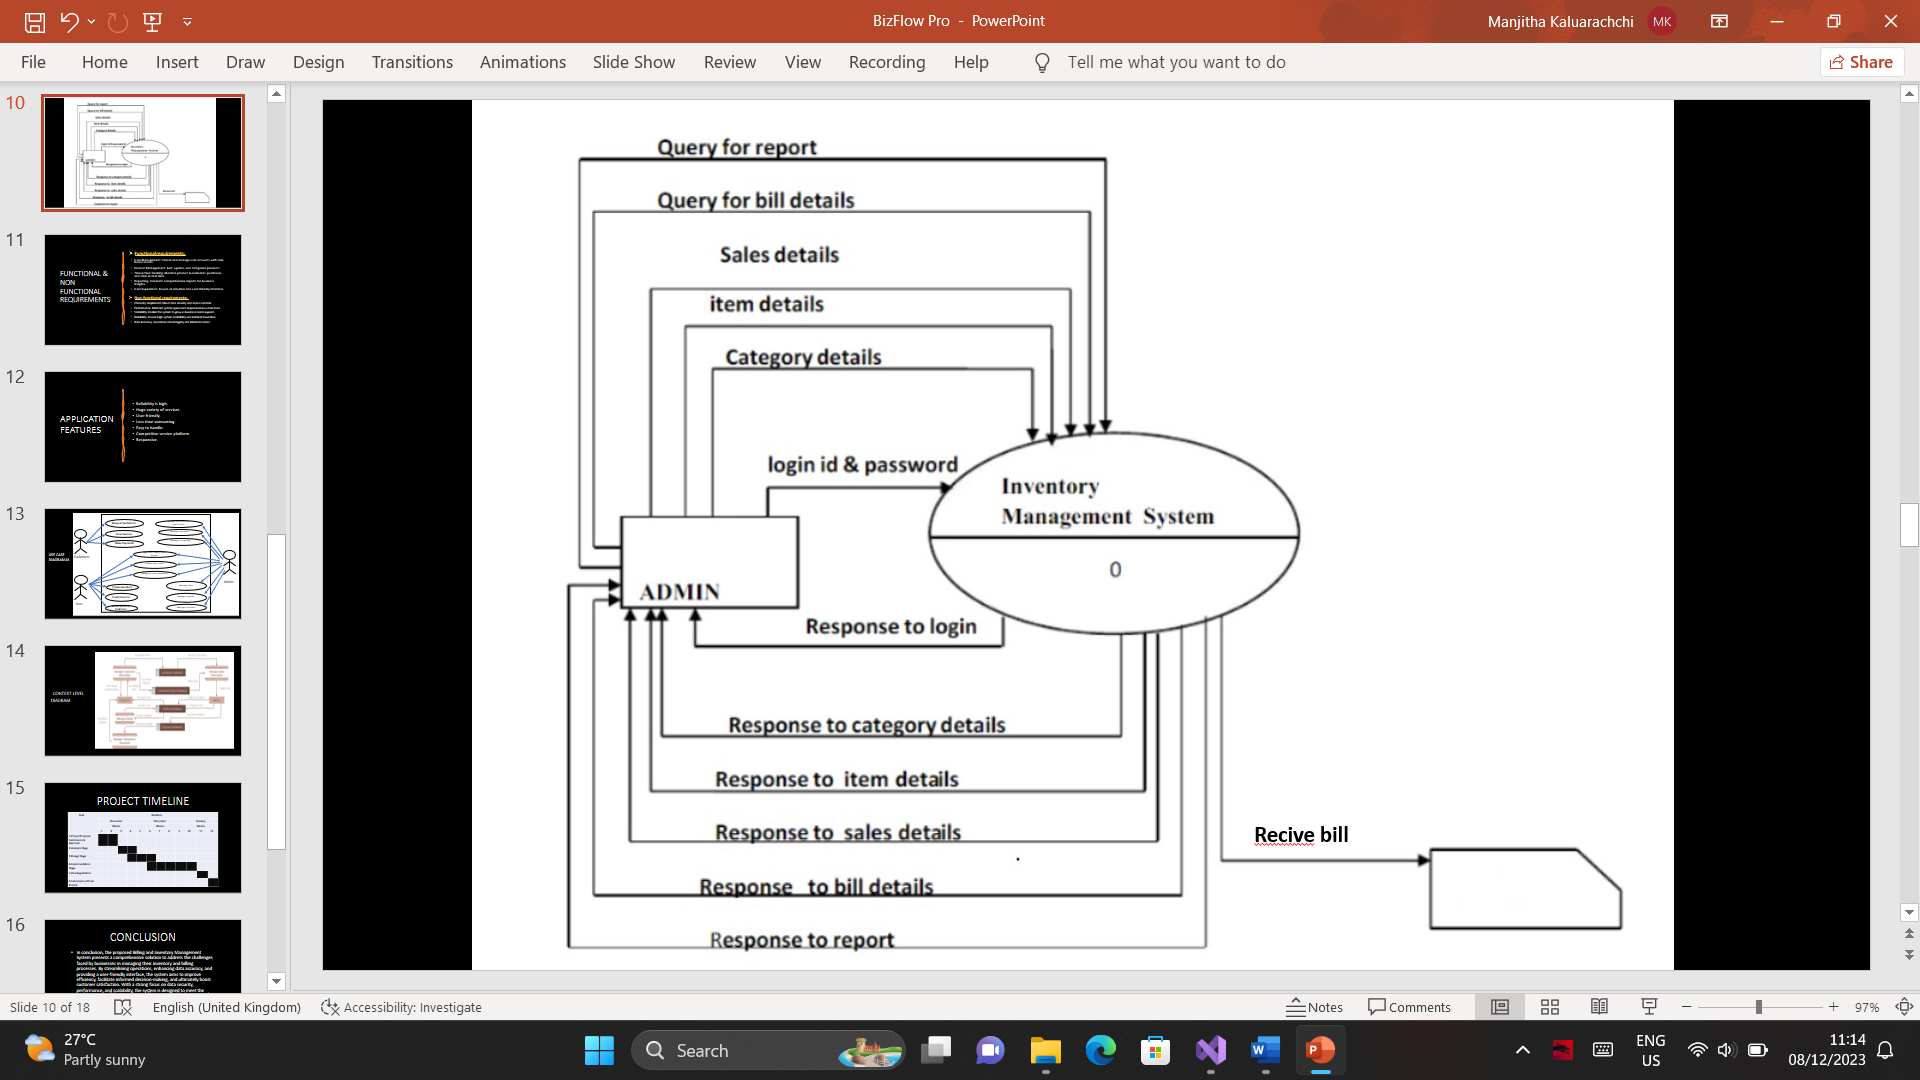 BizFlow Pro - PowerPoint
Manjitha Kaluarachchi
MK
File Home Insert Draw Design Transitions Animations Slide Show Review View Recording Help Tell me what you want to do
Share
10
11
FUNCTIONAL &
NON
FUNCTIONAL
REQUIREMENTS
12
APPLICATION
FEATURES
13
14
CONTEXT LEVEL
DIAGRAM
15
PROJECT TIMELINE
16
CONCLUSION
Query for report
Query for bill details
Sales details
item details
Category details
login id & password
Inventory
Management System
0
ADMIN
Response to login
Response to category details
Response to item details
Response to sales details
Recive bill
Response to bill details
Response to report
Slide 10 of 18
English (United Kingdom)
Accessibility: Investigate
Notes
Comments
97%
27°C
Partly sunny
Search
ENG
US
11:14
08/12/2023